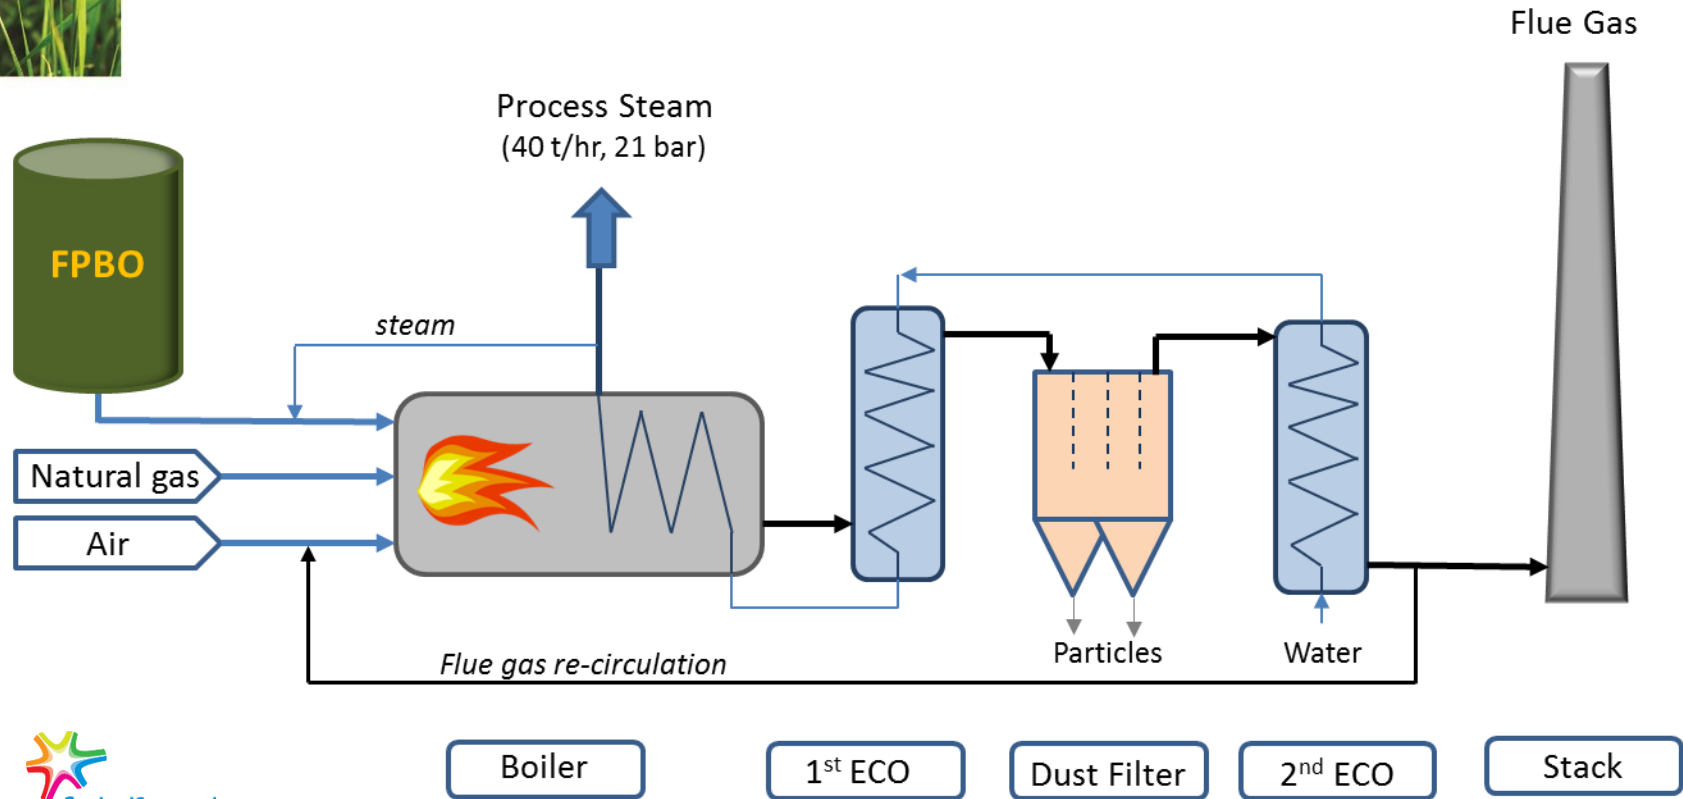 Flue Gas
Process Steam
(40 t/hr, 21 bar)
FPBO
steam
Natural gas
Air
Particles
Water
Flue gas re-circulation
Boiler
1st ECO
Dust Filter
2nd ECO
Stack